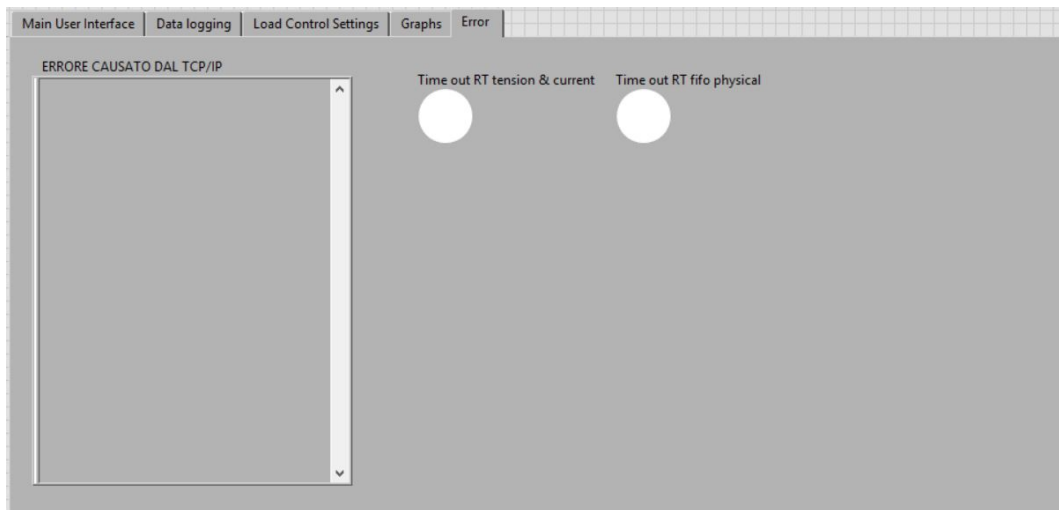 Main User Interface
Data logging
Load Control Settings
Graphs
Error
ERRORE CAUSATO DAL TCP/IP
Time out RT tension & current
Time out RT fifo physical